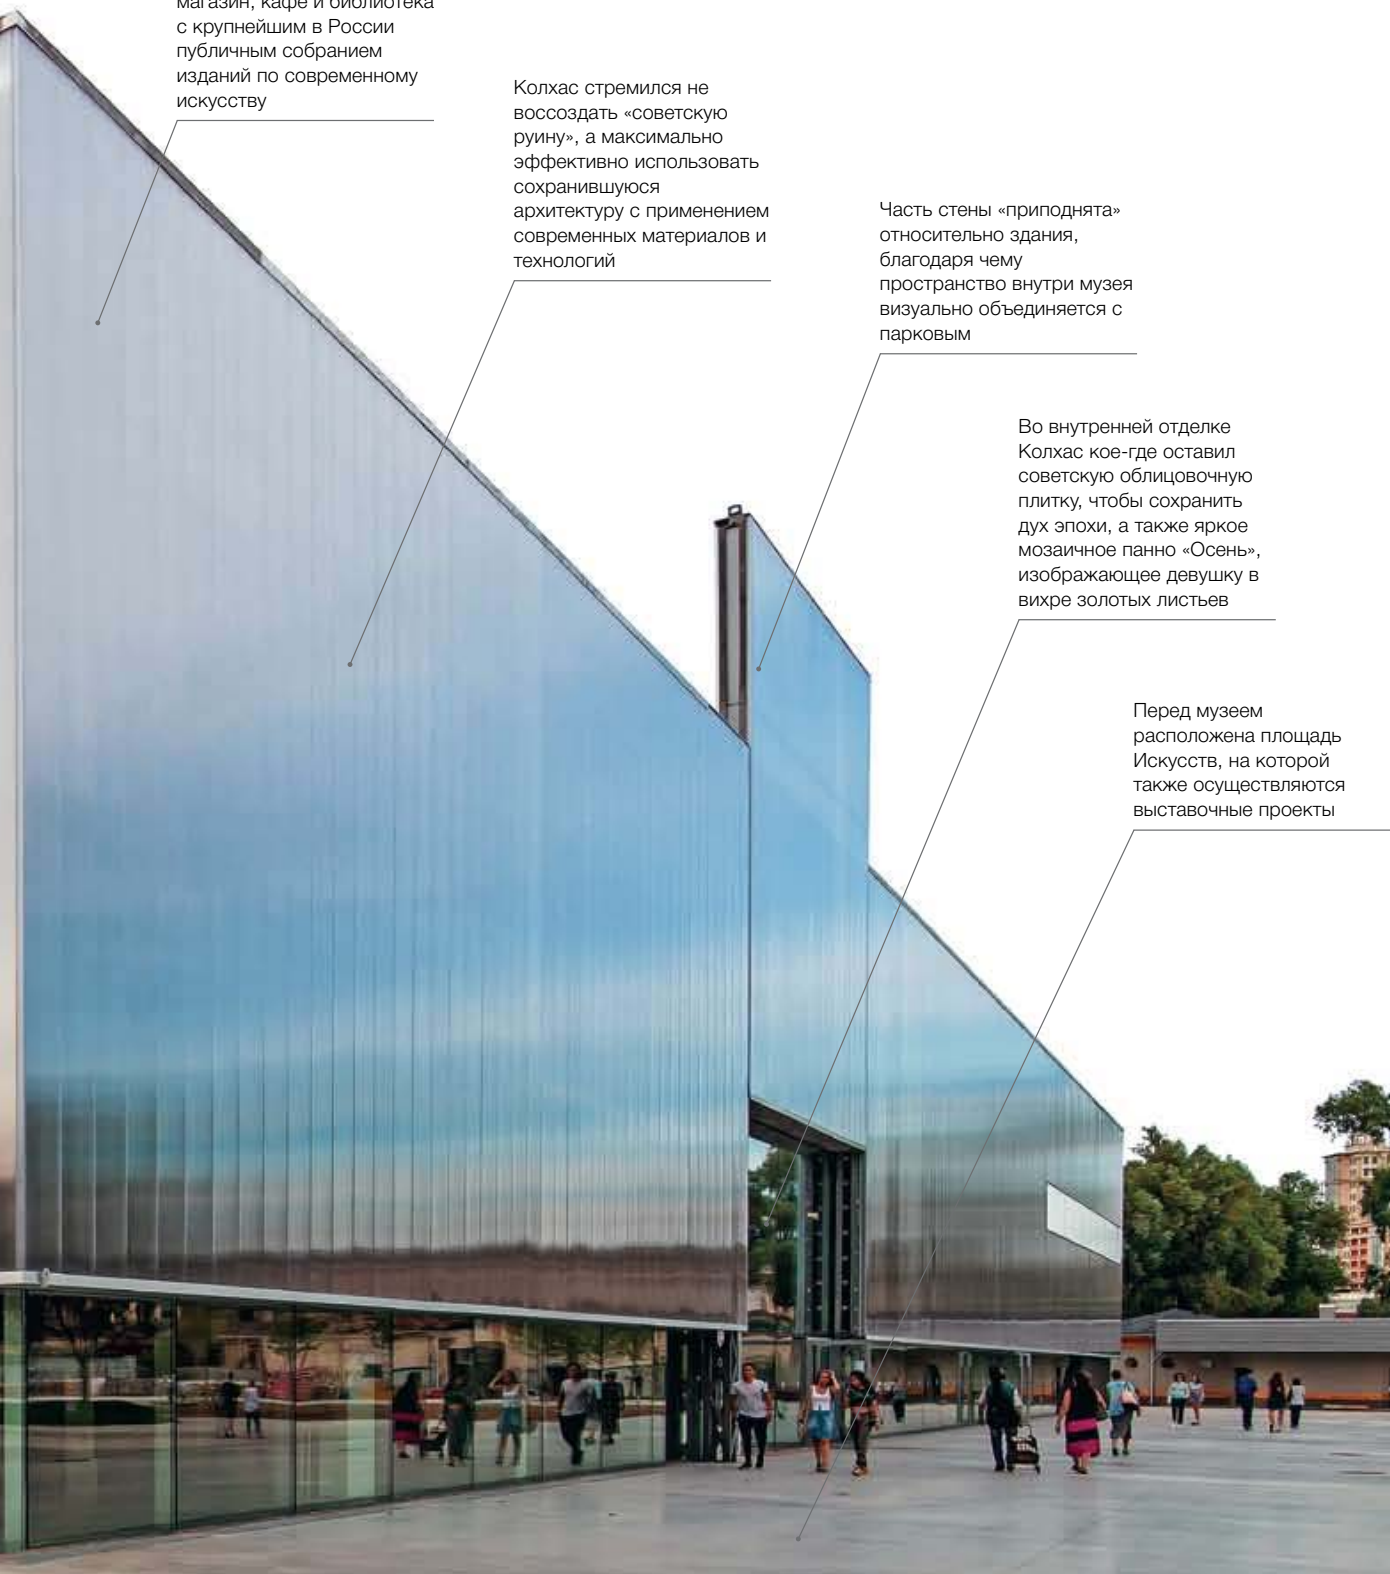 магазин, кафе и библиотека
с крупнейшим в России
публичным собранием
изданий по современному
искусству
Колхас стремился не
воссоздать «советскую
руину», а максимально
эффективно использовать
сохранившуюся
архитектуру с применением
современных материалов и
технологий
Часть стены «приподнята»
относительно здания,
благодаря чему
пространство внутри музея
визуально объединяется с
парковым
Во внутренней отделке
Колхас кое-где оставил
советскую облицовочную
плитку, чтобы сохранить
дух эпохи, а также яркое
мозаичное панно «Осень»,
изображающее девушку в
вихре золотых листьев
Перед музеем
расположена площадь
Искусств, на которой
также осуществляются
выставочные проекты